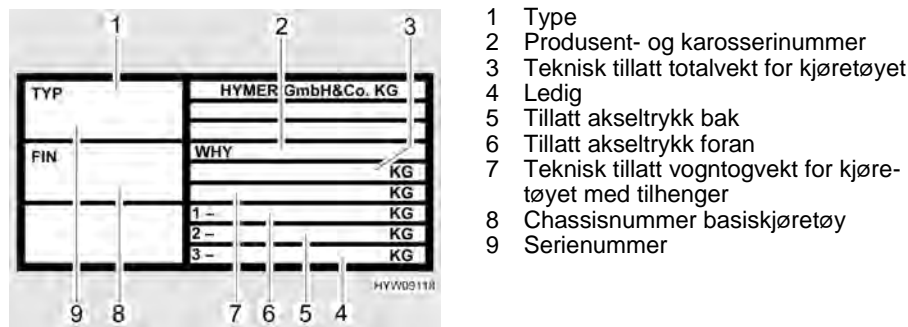 1 2 3
TYP HYMER GmbH&Co. KG
FIN WHY
KG
KG
1 – KG
2 – KG
3 – KG
HYW09118
9 8 7 6 5 4
1 Type
2 Produsent- og karosserinummer
3 Teknisk tillatt totalvekt for kjøretøyet
4 Ledig
5 Tillatt akseltrykk bak
6 Tillatt akseltrykk foran
7 Teknisk tillatt vogntogvekt for kjøre-
tøyet med tilhenger
8 Chassisnummer basiskjøretøy
9 Serienummer